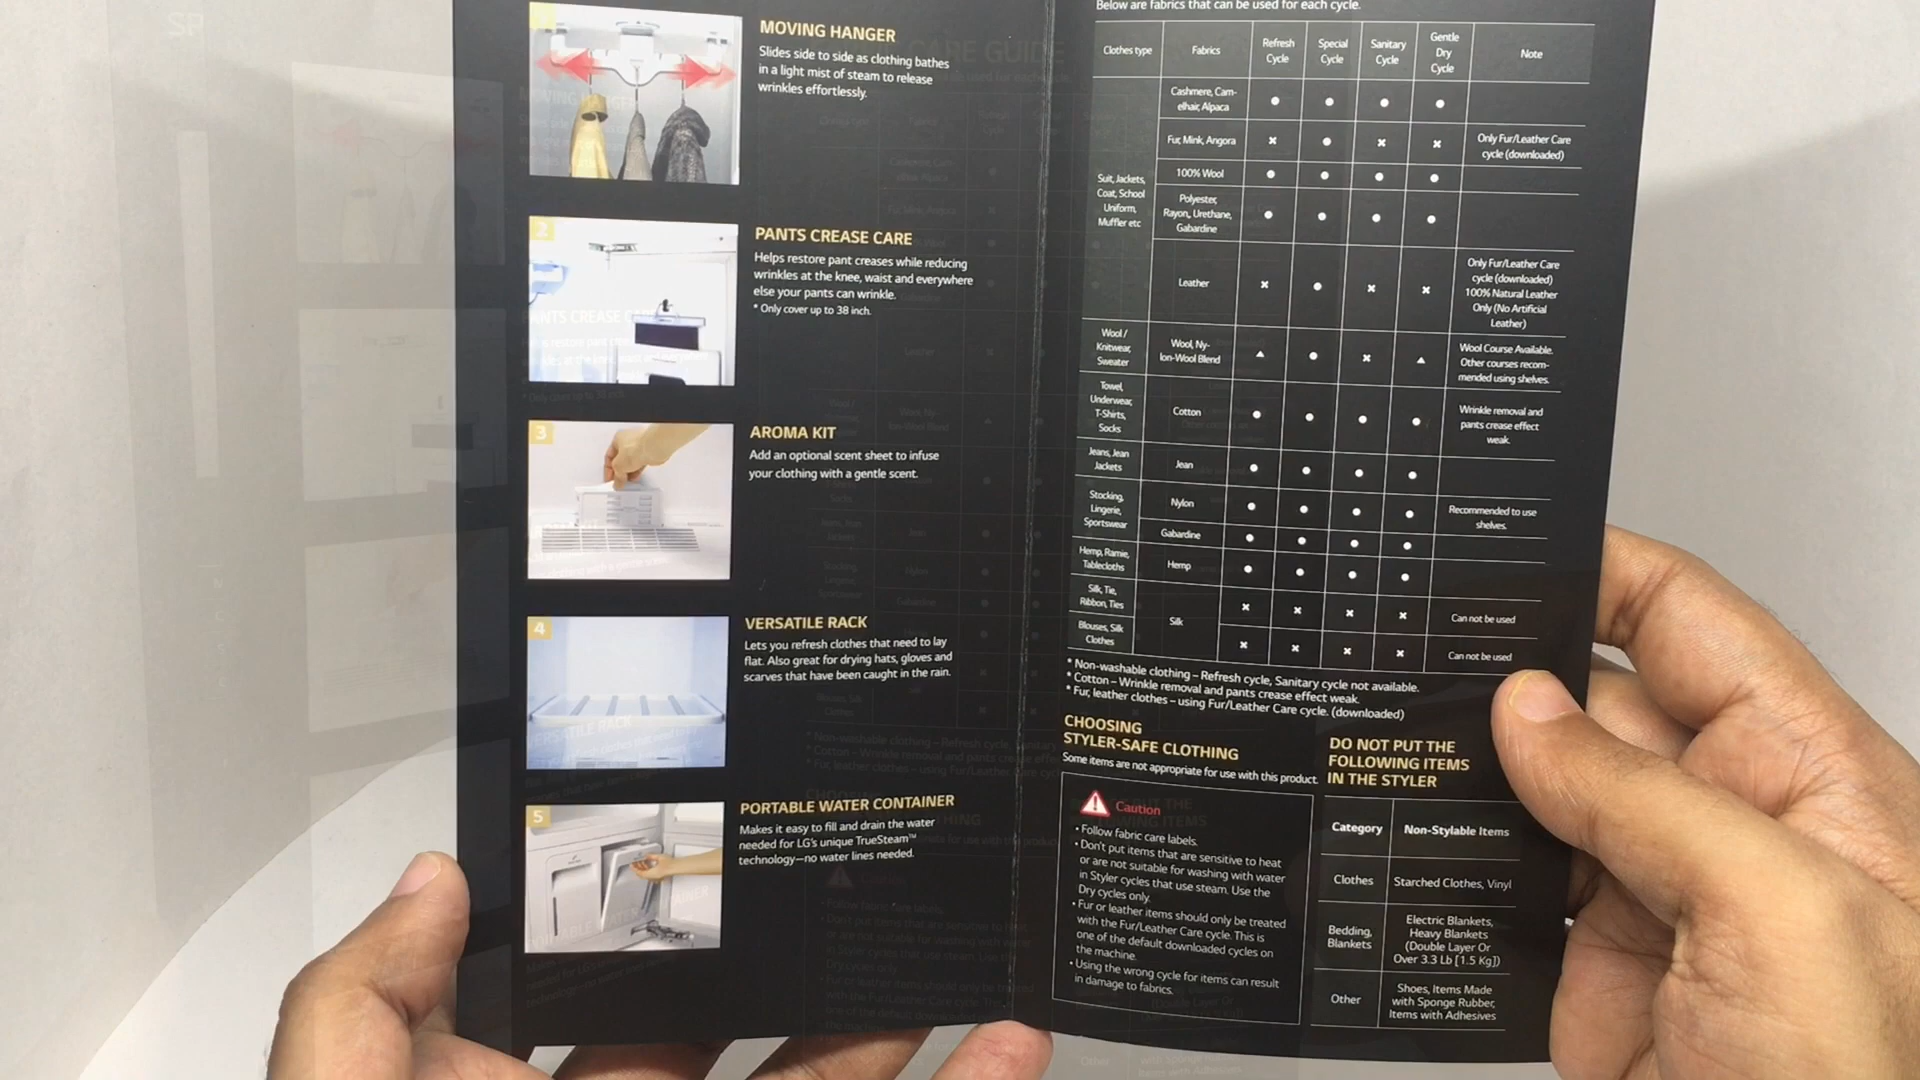 1
MOVING HANGER
Slides side to side as clothing bathes
in a light mist of steam to release
wrinkles effortlessly.
2
PANTS CREASE CARE
Helps restore pant creases while reducing
wrinkles at the knee, waist and everywhere
else your pants can wrinkle.
* Only cover up to 38 inch.
3
AROMA KIT
Add an optional scent sheet to infuse
your clothing with a gentle scent.
4
VERSATILE RACK
Lets you refresh clothes that need to lay
flat. Also great for drying hats, gloves and
scarves that have been caught in the rain.
5
PORTABLE WATER CONTAINER
Makes it easy to fill and drain the water
needed for LG's unique TrueSteam™
technology—no water lines needed.
Below are fabrics that can be used for each cycle.
Clothes type
Fabrics
Refresh
Cycle
Special
Cycle
Sanitary
Cycle
Gentle
Dry
Cycle
Note
Suit, Jackets,
Coat, School
Uniform,
Muffler etc
Cashmere, Cam-
elhair, Alpaca
● ● ● ●
Fur, Mink, Angora
× ● × ×
Only Fur/Leather Care
cycle (downloaded)
100% Wool
● ● ● ●
Polyester,
Rayon, Urethane,
Gabardine
● ● ● ●
Leather
× ● × ×
Only Fur/Leather Care
cycle (downloaded)
100% Natural Leather
Only (No Artificial
Leather)
Wool /
Knitwear,
Sweater
Wool, Ny-
lon-Wool Blend
▲ ● × ▲
Wool Course Available.
Other courses recom-
mended using shelves.
Towel,
Underwear,
T-Shirts,
Socks
Cotton
● ● ● ●
Wrinkle removal and
pants crease effect
weak.
Jeans, Jean
Jackets
Jean
● ● ● ●
Stocking,
Lingerie,
Sportswear
Nylon
● ● ● ●
Recommended to use
shelves.
Gabardine
● ● ● ●
Hemp, Ramie,
Tablecloths
Hemp
● ● ● ●
Silk, Tie,
Ribbon, Ties
Silk
× × × ×
Can not be used
Blouses, Silk
Clothes
× × × ×
Can not be used
* Non-washable clothing – Refresh cycle, Sanitary cycle not available.
* Cotton – Wrinkle removal and pants crease effect weak.
* Fur, leather clothes – using Fur/Leather Care cycle. (downloaded)
CHOOSING
STYLER-SAFE CLOTHING
Some items are not appropriate for use with this product.
Caution
• Follow fabric care labels.
• Don't put items that are sensitive to heat
or are not suitable for washing with water
in Styler cycles that use steam. Use the
Dry cycles only.
• Fur or leather items should only be treated
with the Fur/Leather Care cycle. This is
one of the default downloaded cycles on
the machine.
• Using the wrong cycle for items can result
in damage to fabrics.
DO NOT PUT THE
FOLLOWING ITEMS
IN THE STYLER
Category
Non-Stylable Items
Clothes
Starched Clothes, Vinyl
Bedding,
Blankets
Electric Blankets,
Heavy Blankets
(Double Layer Or
Over 3.3 Lb [1.5 Kg])
Other
Shoes, Items Made
with Sponge Rubber,
Items with Adhesives